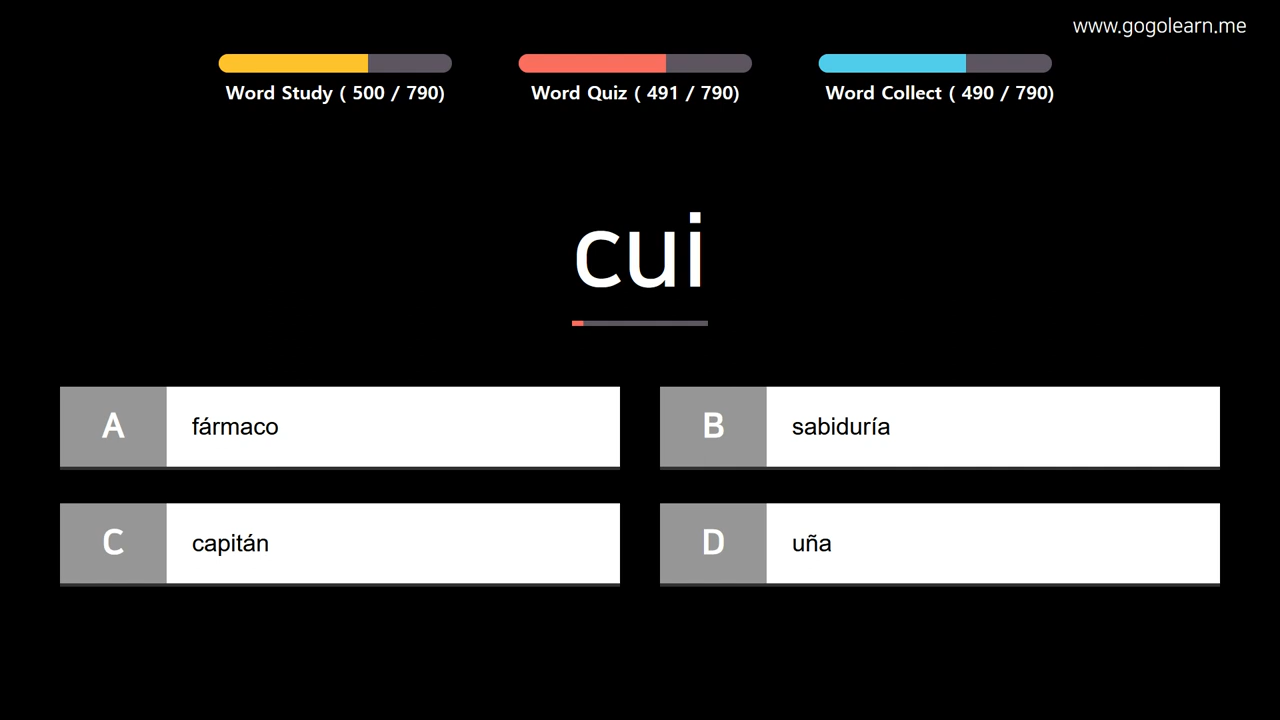 www.gogolearn.me
Word Study ( 500 / 790)
Word Quiz ( 491 / 790)
Word Collect ( 490 / 790)
cui
A fármaco
B sabiduría
C capitán
D uña